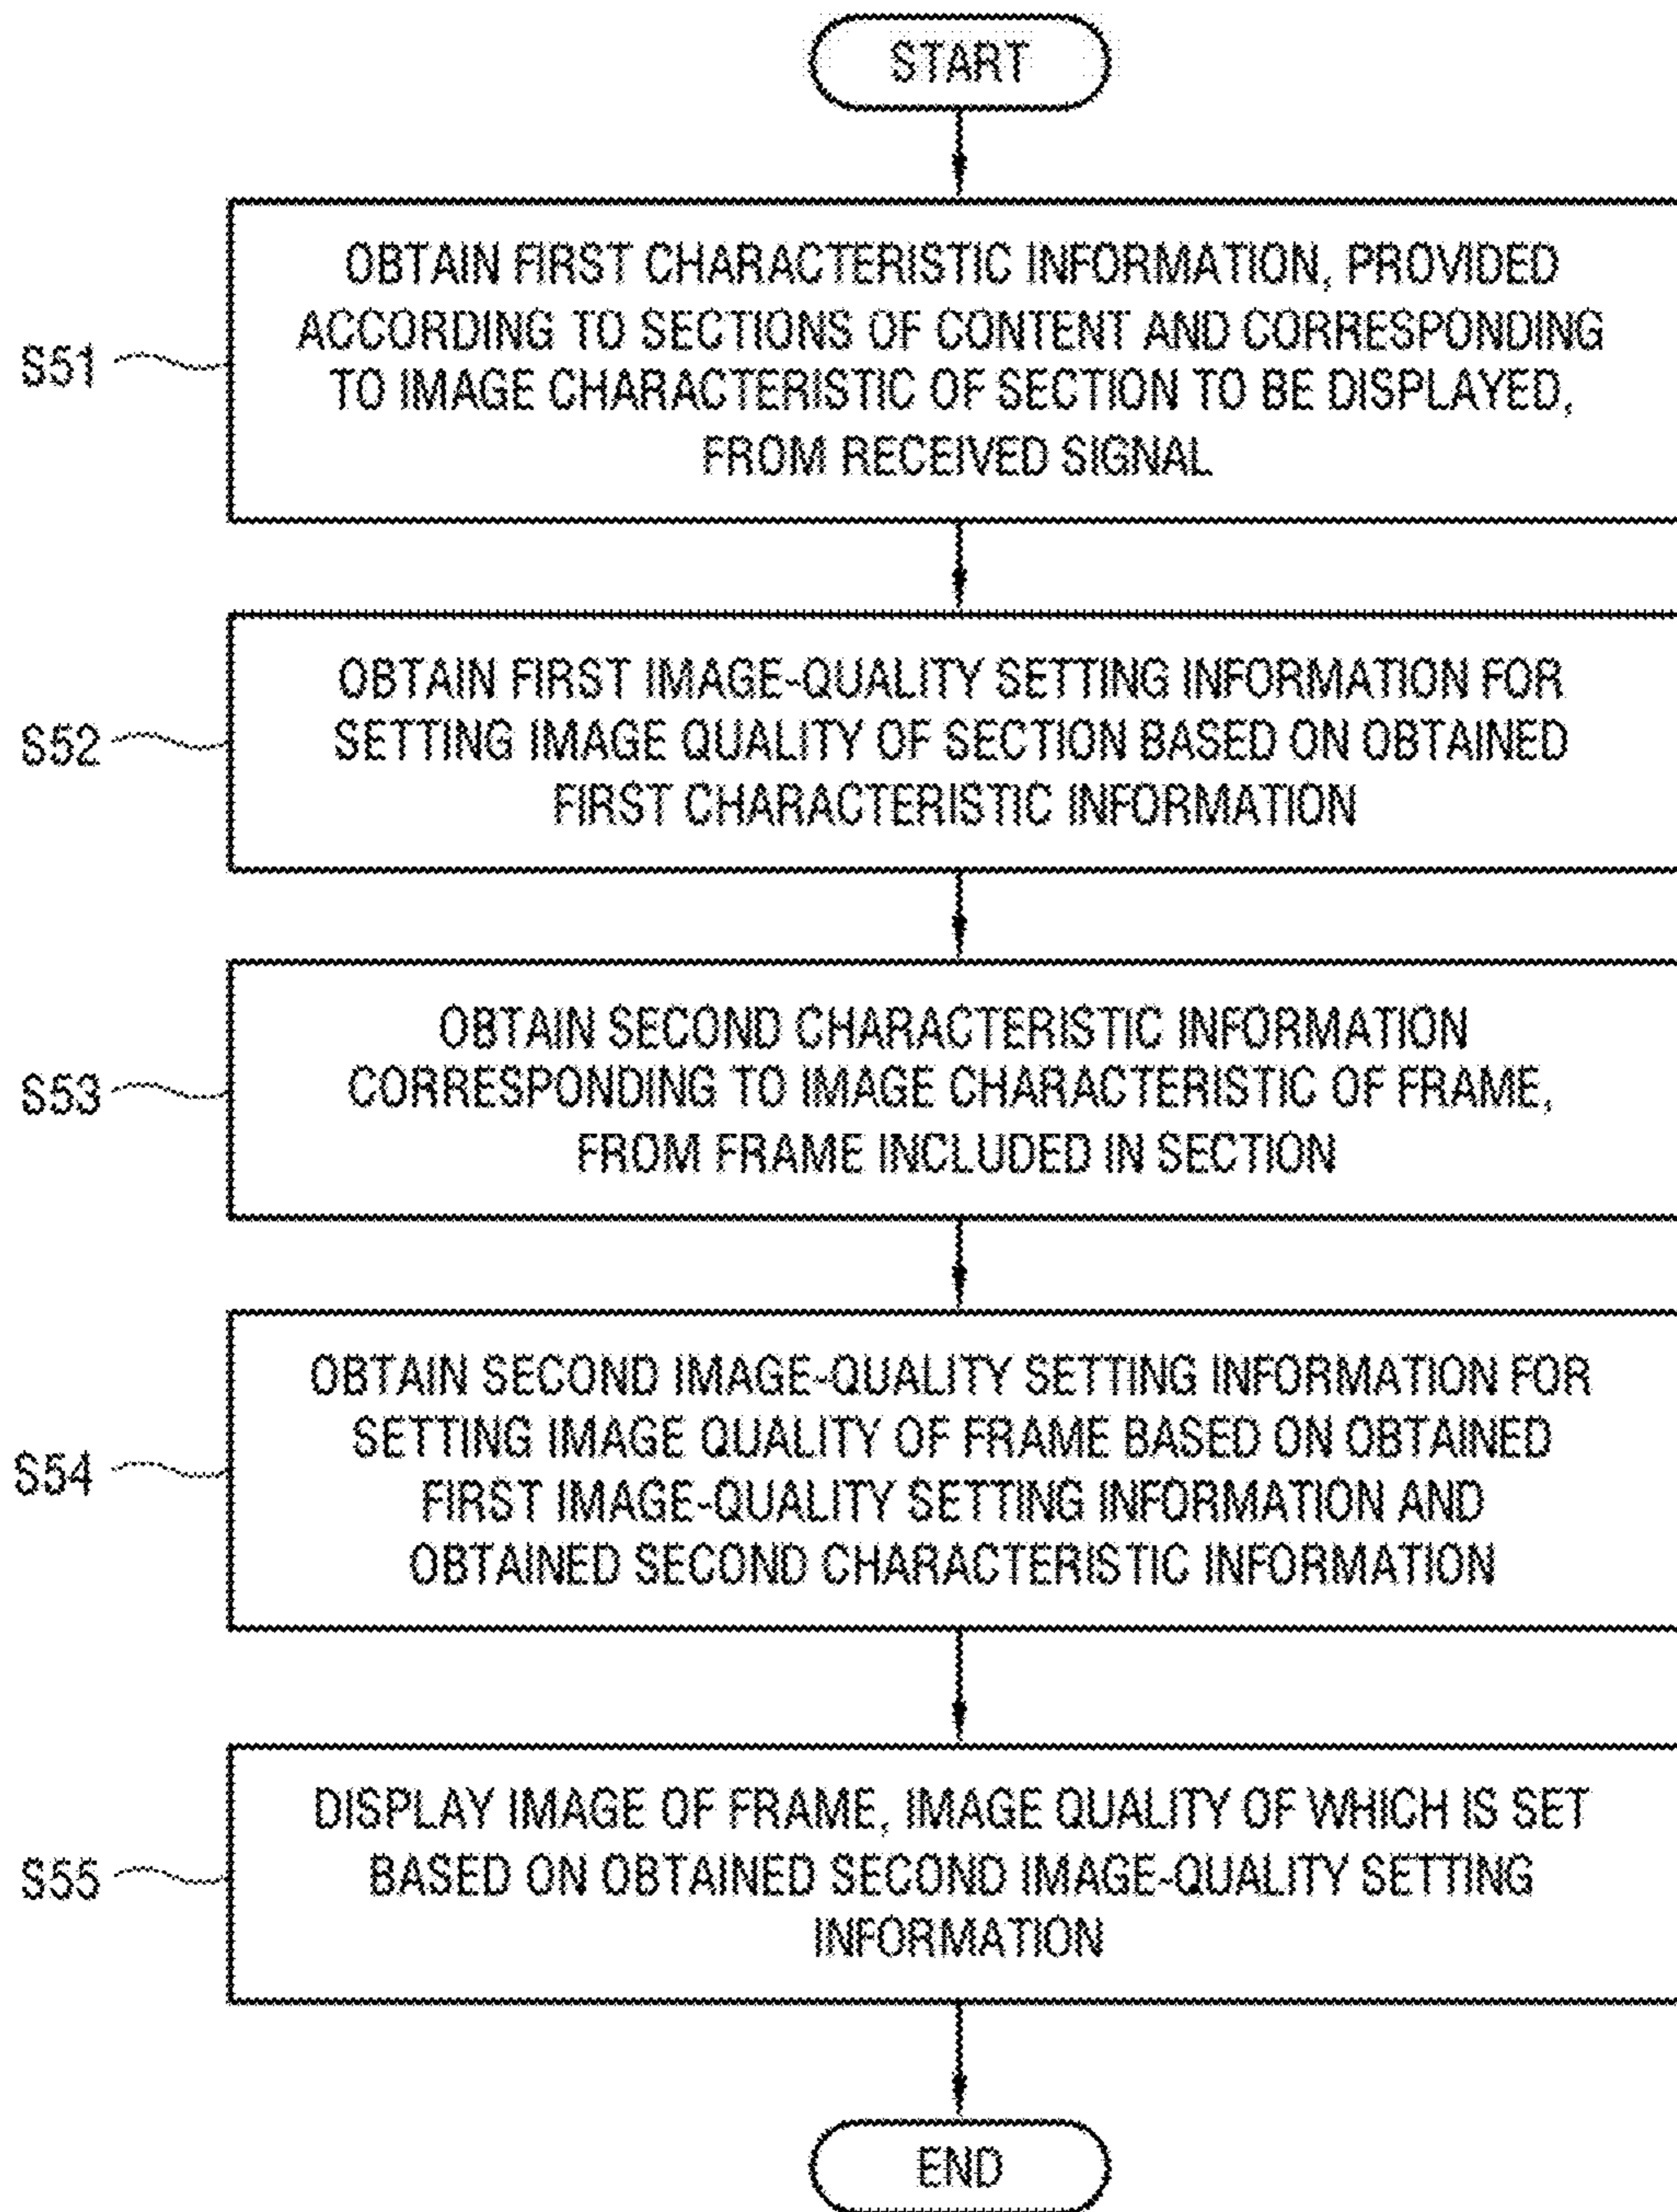 START
OBTAIN FIRST CHARACTERISTIC INFORMATION, PROVIDED
ACCORDING TO SECTIONS OF CONTENT AND CORRESPONDING
TO IMAGE CHARACTERISTIC OF SECTION TO BE DISPLAYED,
FROM RECEIVED SIGNAL
S51
OBTAIN FIRST IMAGE-QUALITY SETTING INFORMATION FOR
SETTING IMAGE QUALITY OF SECTION BASED ON OBTAINED
FIRST CHARACTERISTIC INFORMATION
S52
OBTAIN SECOND CHARACTERISTIC INFORMATION
CORRESPONDING TO IMAGE CHARACTERISTIC OF FRAME,
FROM FRAME INCLUDED IN SECTION
S53
OBTAIN SECOND IMAGE-QUALITY SETTING INFORMATION FOR
SETTING IMAGE QUALITY OF FRAME BASED ON OBTAINED
FIRST IMAGE-QUALITY SETTING INFORMATION AND
OBTAINED SECOND CHARACTERISTIC INFORMATION
S54
DISPLAY IMAGE OF FRAME, IMAGE QUALITY OF WHICH IS SET
BASED ON OBTAINED SECOND IMAGE-QUALITY SETTING
INFORMATION
S55
END